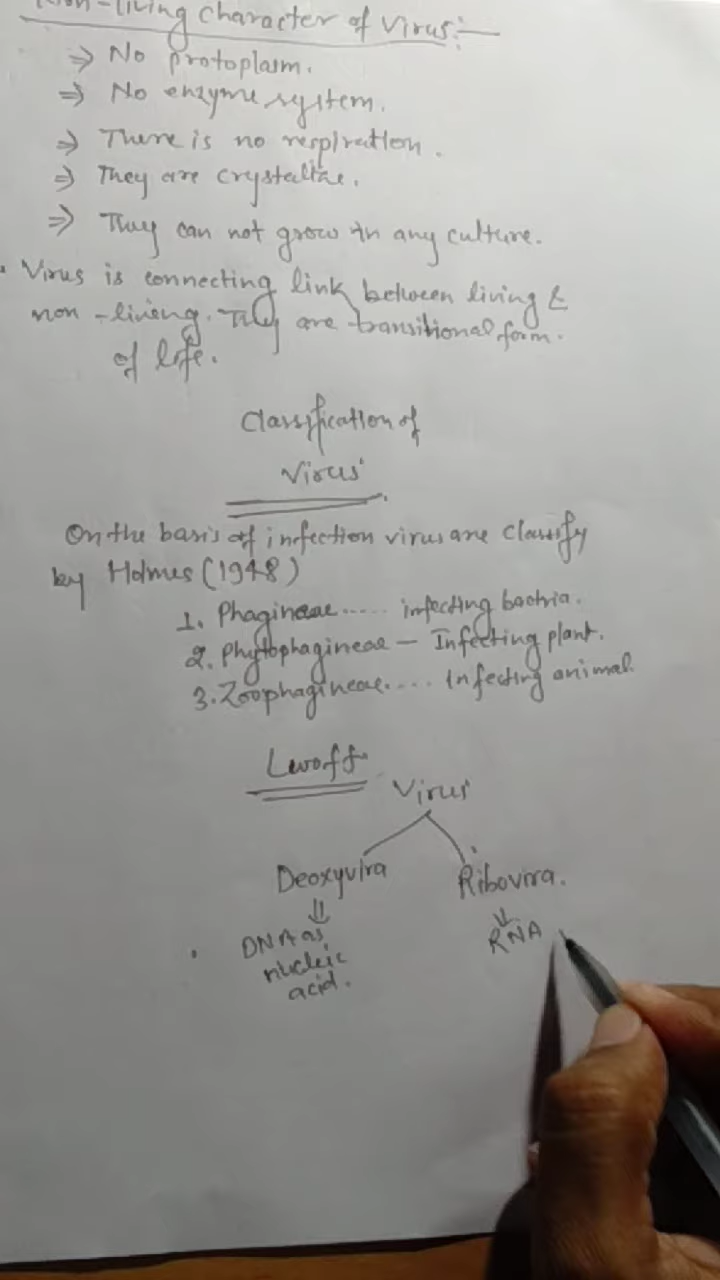 Non-living character of Virus:-
⇒ No protoplasm.
⇒ No enzyme system.
⇒ There is no respiration.
⇒ They are crystallize.
⇒ They can not grow in any culture.
• Virus is connecting link between living &
non-living. They are transitional form.
of life.
Classification of
Virus
On the basis of infection virus are classify
by Holmes (1948)
1. Phagineae..... infecting bactria.
2. Phytophagineae - Infecting plant.
3. Zoophagineae.... Infecting animal.
Lwoff
Virus
Deoxyvira Ribovira.
⇓ ↓
DNA as RNA
nucleic
acid.